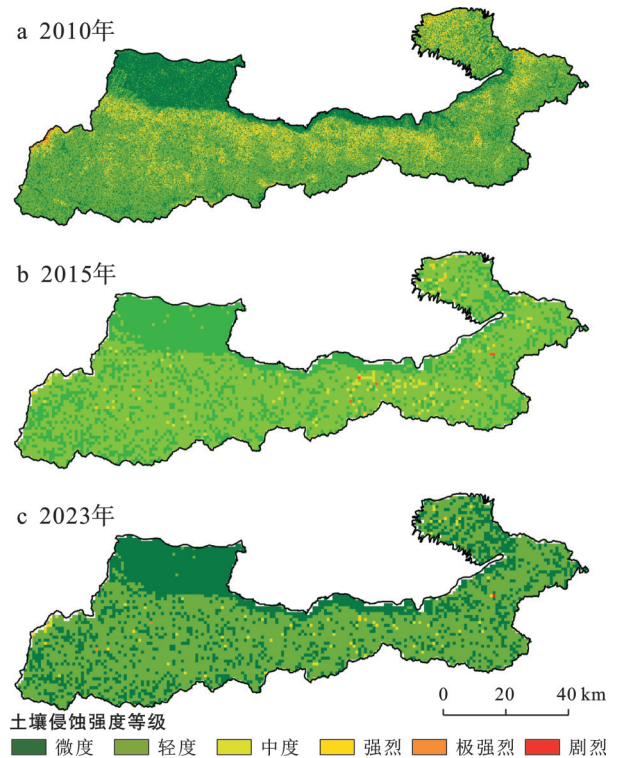 a 2010年
b 2015年
c 2023年
0 20 40 km
土壤侵蚀强度等级
微度 轻度 中度 强烈 极强烈 剧烈